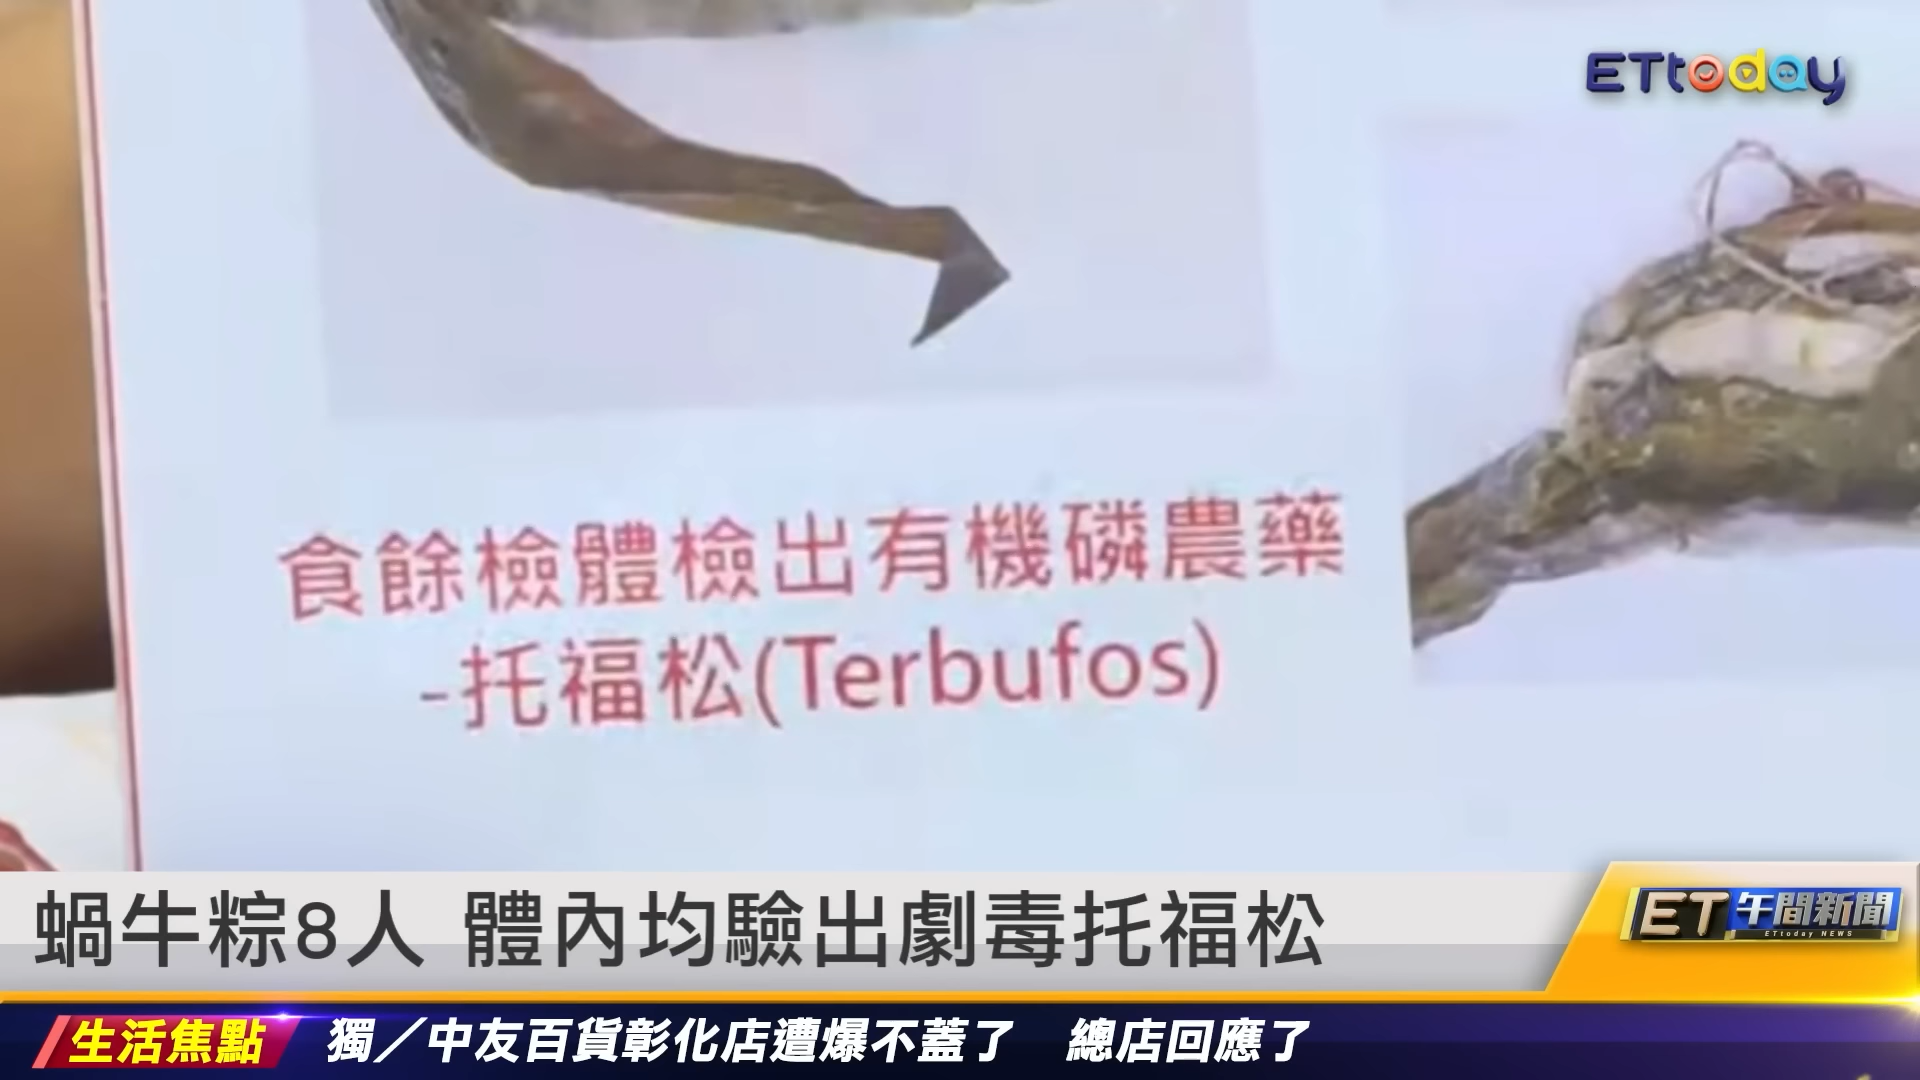 ETtoday
食餘檢體檢出有機磷農藥
-托福松(Terbufos)
蝸牛粽8人 體內均驗出劇毒托福松
ET午間新聞
ETtoday NEWS
生活焦點 獨／中友百貨彰化店遭爆不蓋了 總店回應了